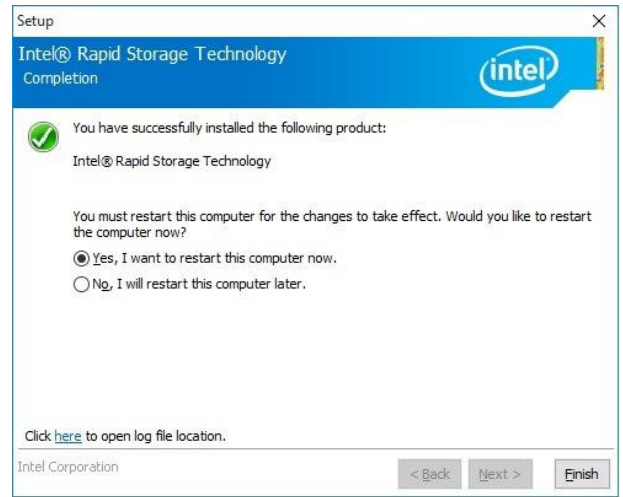 Setup
Intel® Rapid Storage Technology
Completion
intel
You have successfully installed the following product:
Intel® Rapid Storage Technology
You must restart this computer for the changes to take effect. Would you like to restart
the computer now?
Yes, I want to restart this computer now.
No, I will restart this computer later.
Click here to open log file location.
Intel Corporation
< Back Next > Finish